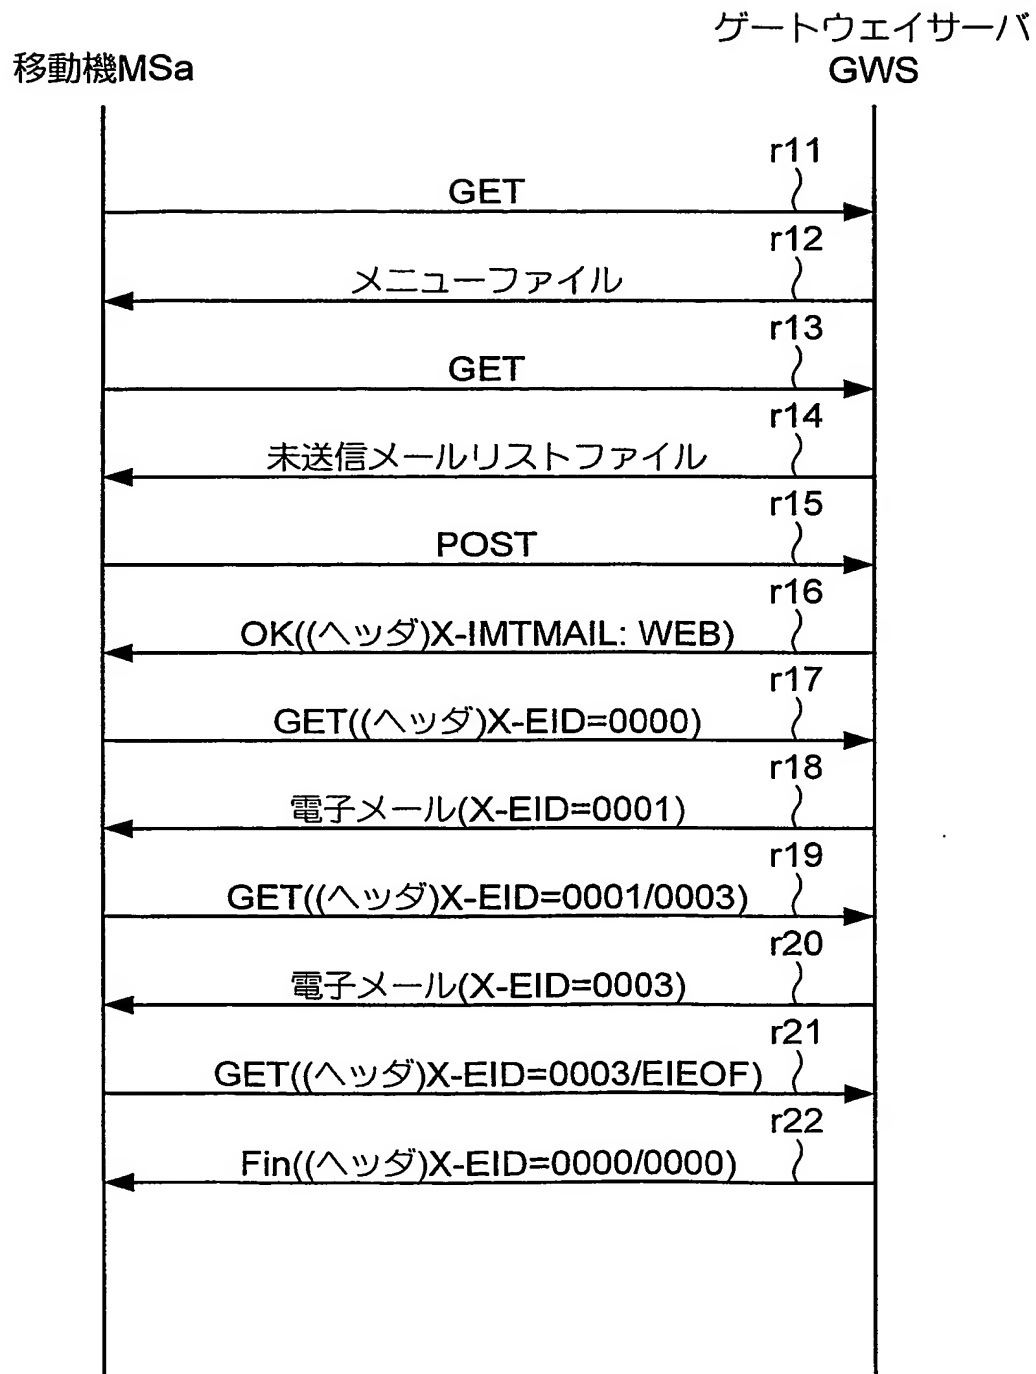 ゲートウェイサーバ
移動機MSa
GWS
r11
GET
r12
メニューファイル
r13
GET
r14
未送信メールリストファイル
r15
POST
r16
OK((ヘッダ)X-IMTMAIL: WEB)
r17
GET((ヘッダ)X-EID=0000)
r18
電子メール(X-EID=0001)
r19
GET((ヘッダ)X-EID=0001/0003)
r20
電子メール(X-EID=0003)
r21
GET((ヘッダ)X-EID=0003/EIEOF)
r22
Fin((ヘッダ)X-EID=0000/0000)